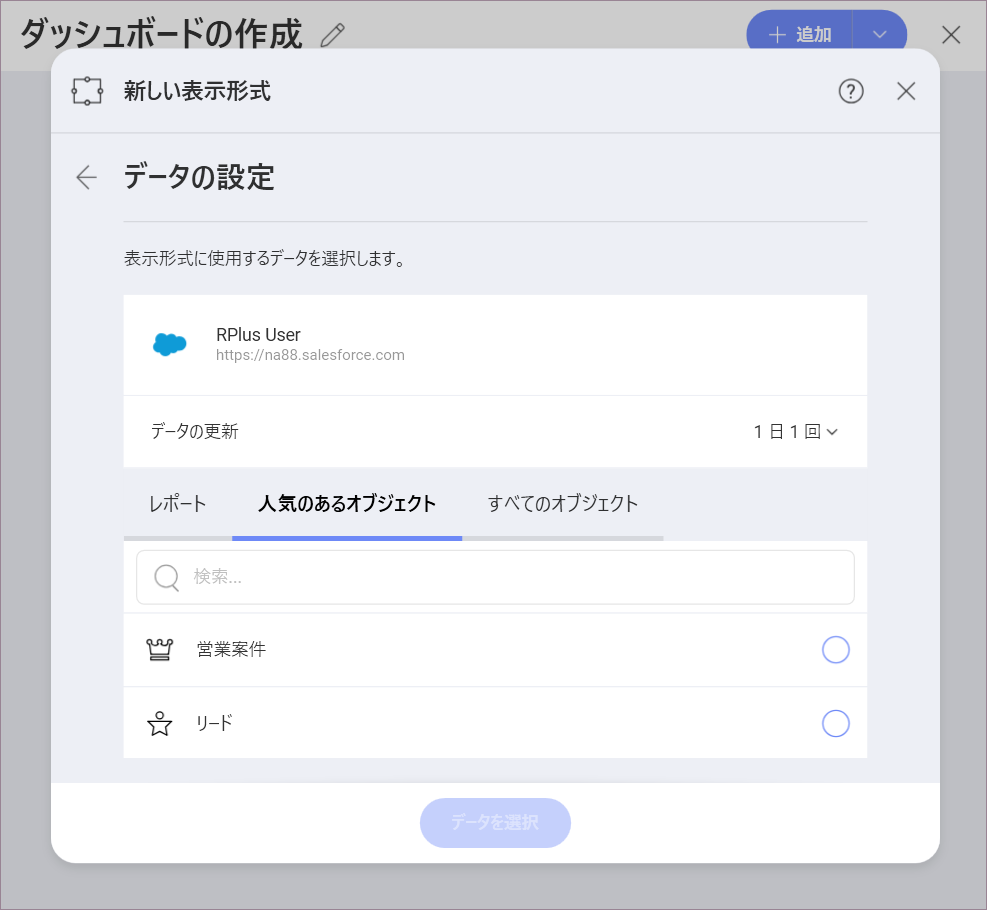 ダッシュボードの作成
追加
新しい表示形式
データの設定
表示形式に使用するデータを選択します。
RPlus User
https://na88.salesforce.com
データの更新
1 日 1 回
レポート 人気のあるオブジェクト すべてのオブジェクト
検索...
営業案件
リード
データを選択